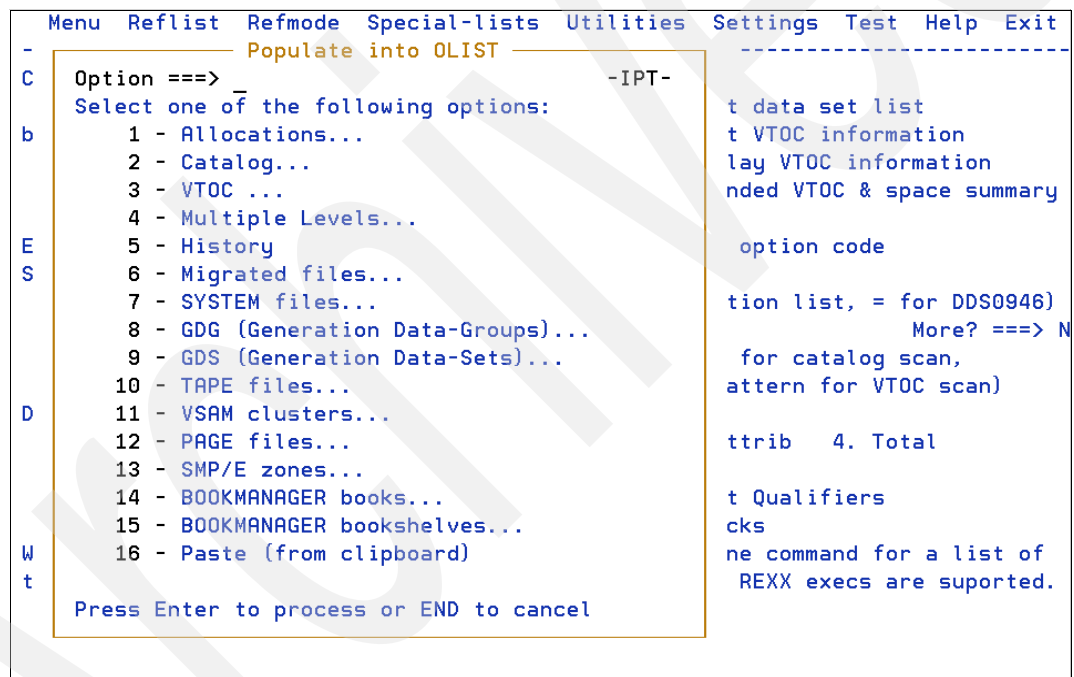 Menu  Reflist  Refmode  Special-lists  Utilities  Settings  Test  Help  Exit
- Populate into OLIST -------------------------
C Option ===> _ -IPT-
Select one of the following options: t data set list
b 1 - Allocations... t VTOC information
2 - Catalog... lay VTOC information
3 - VTOC ... nded VTOC & space summary
4 - Multiple Levels...
E 5 - History option code
S 6 - Migrated files...
7 - SYSTEM files... tion list, = for DDS0946)
8 - GDG (Generation Data-Groups)... More? ===> N
9 - GDS (Generation Data-Sets)... for catalog scan,
10 - TAPE files... attern for VTOC scan)
D 11 - VSAM clusters...
12 - PAGE files... ttrib 4. Total
13 - SMP/E zones...
14 - BOOKMANAGER books... t Qualifiers
15 - BOOKMANAGER bookshelves... cks
W 16 - Paste (from clipboard) ne command for a list of
t REXX execs are suported.
Press Enter to process or END to cancel